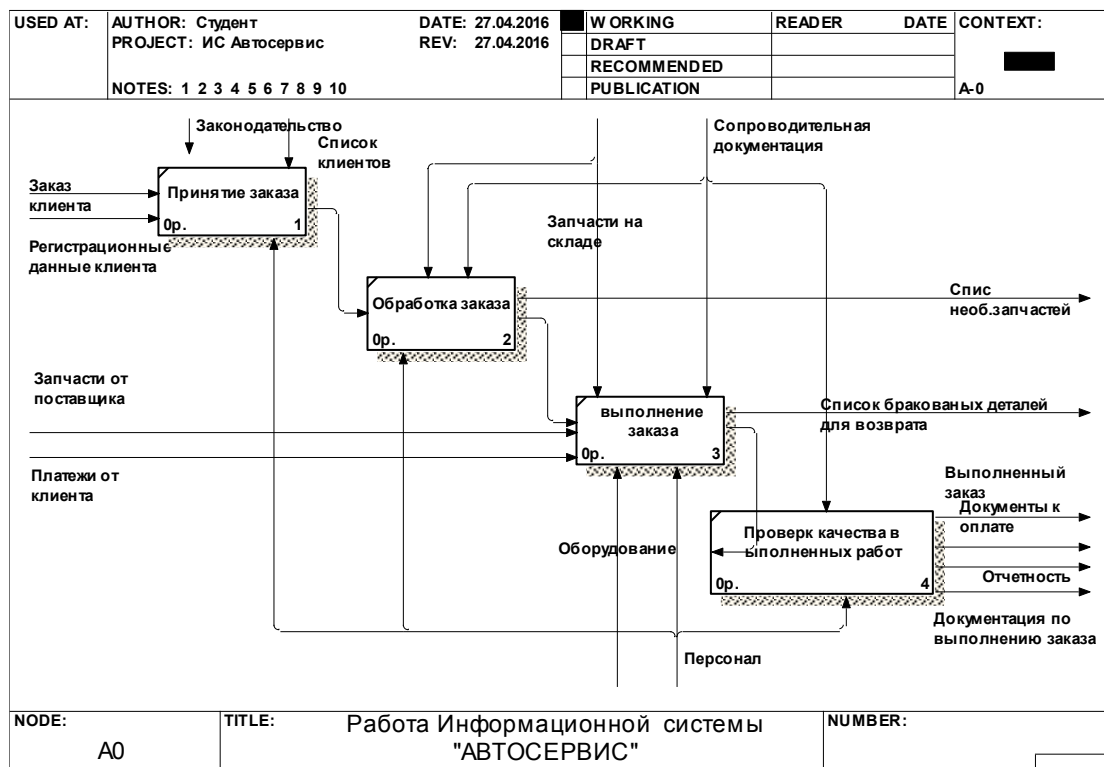 USED AT:
AUTHOR: Студент
DATE: 27.04.2016
WORKING
READER
DATE
CONTEXT:
PROJECT: ИС Автосервис
REV: 27.04.2016
DRAFT
RECOMMENDED
NOTES: 1 2 3 4 5 6 7 8 9 10
PUBLICATION
A-0
Законодательство
Список
клиентов
Сопроводительная
документация
Заказ
клиента
Принятие заказа
0р.
1
Регистрационные
данные клиента
Запчасти на
складе
Обработка заказа
0р.
2
Спис
необ.запчастей
Запчасти от
поставщика
выполнение
заказа
0р.
3
Список бракованых деталей
для возврата
Платежи от
клиента
Выполненный
заказ
Документы к
оплате
Проверк качества в
ыполненных работ
0р.
4
Оборудование
Отчетность
Документация по
выполнению заказа
Персонал
NODE:
A0
TITLE:
Работа Информационной системы
"АВТОСЕРВИС"
NUMBER: